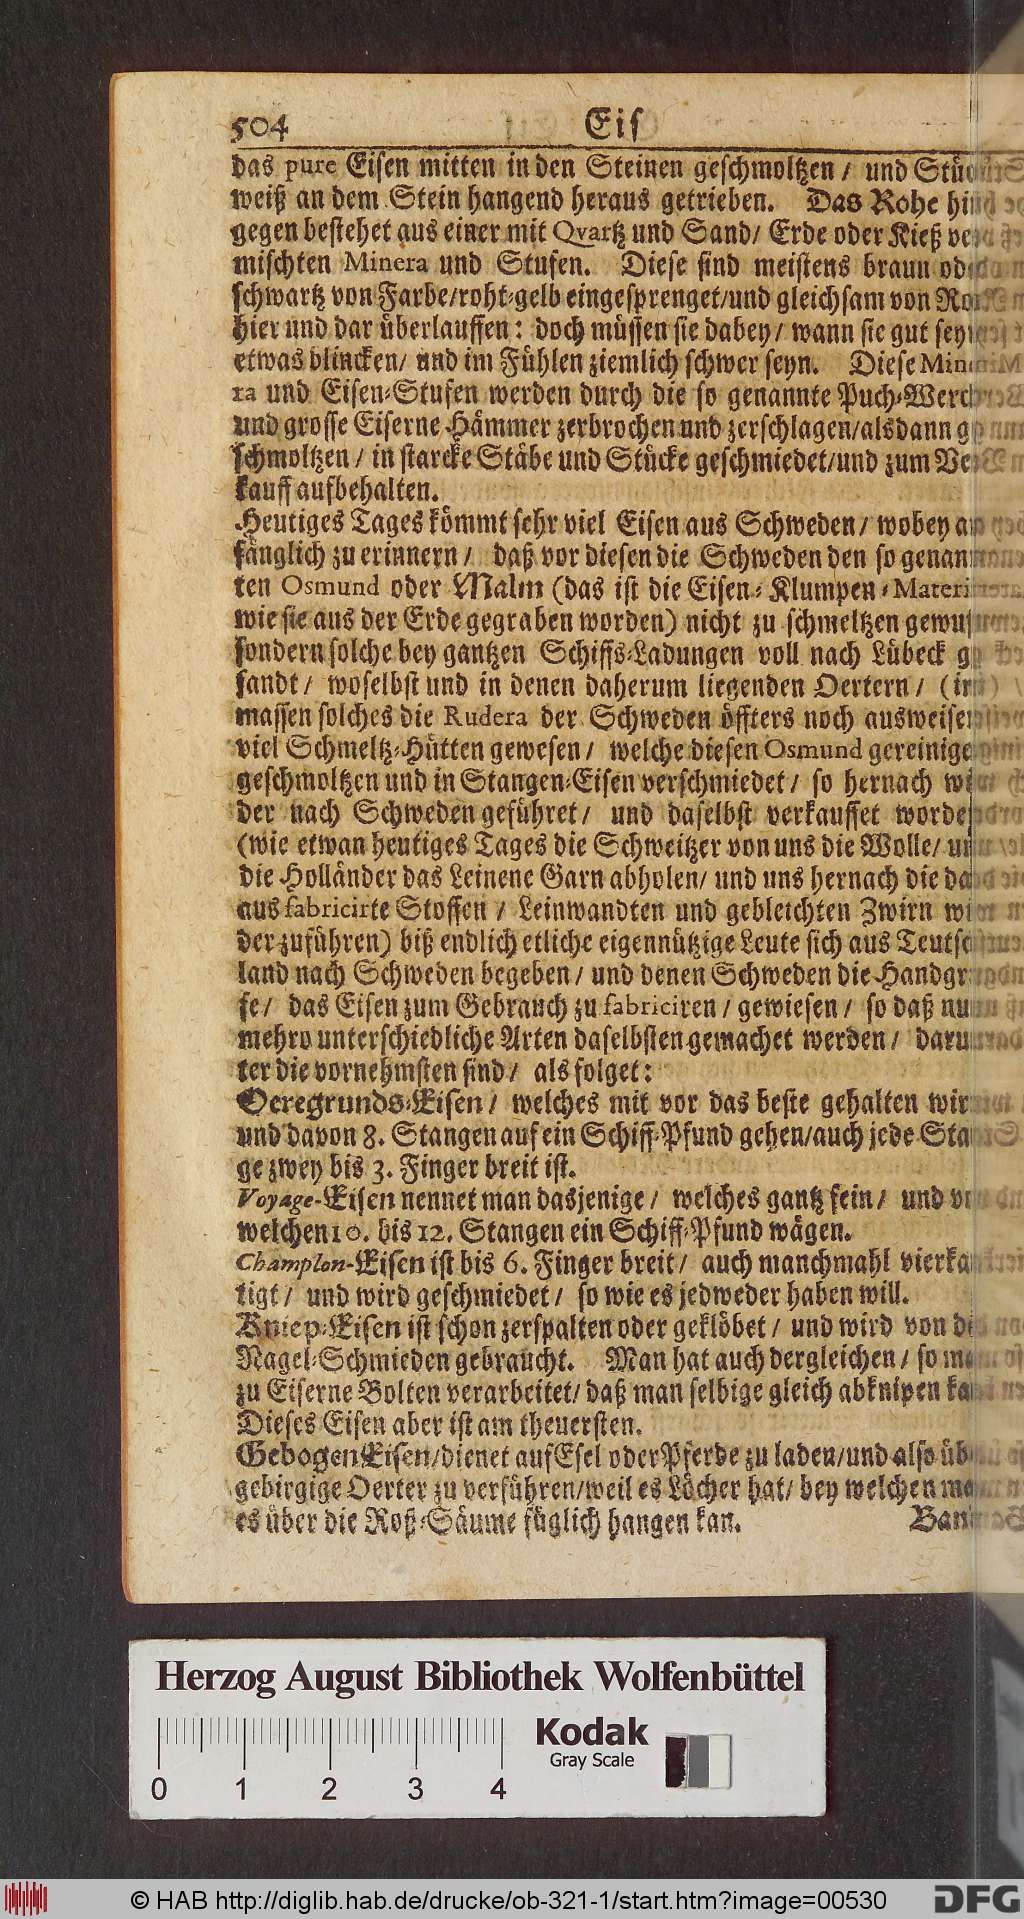 504 Eis
das pure Eisen mitten in den Steinen geschmoltzen / und Stück
weiß an dem Stein hangend heraus getrieben. Das Rohe hin
gegen bestehet aus einer mit Qvartz und Sand/ Erde oder Kieß ver
mischten Minera und Stufen. Diese sind meistens braun oder
schwartz von Farbe/roht-gelb eingesprenget/und gleichsam von
hier und dar überlauffen: doch müssen sie dabey/ wann sie gut seyn
etwas blincken/ und im Fühlen ziemlich schwer seyn. Diese Mine
ra und Eisen-Stufen werden durch die so genannte Puch-Werck
und grosse Eiserne Hämmer zerbrochen und zerschlagen/alsdann ge
schmoltzen / in starcke Stäbe und Stücke geschmiedet/und zum Ver
kauff aufbehalten.
Heutiges Tages kömmt sehr viel Eisen aus Schweden / wobey an
fänglich zu erinnern / daß vor diesen die Schweden den so genann
ten Osmund oder Malm (das ist die Eisen-Klumpen-Materi
wie sie aus der Erde gegraben worden) nicht zu schmeltzen gewust
sondern solche bey gantzen Schiffs-Ladungen voll nach Lübeck ge
sandt / woselbst und in denen daherum liegenden Oertern / (im
massen solches die Rudera der Schweden öffters noch ausweisen
viel Schmeltz-Hütten gewesen / welche diesen Osmund gereiniget
geschmoltzen und in Stangen-Eisen verschmiedet / so hernach wie
der nach Schweden geführet / und daselbst verkauffet worden
(wie etwan heutiges Tages die Schweitzer von uns die Wolle/ und
die Holländer das Leinene Garn abholen/ und uns hernach die dar
aus fabricirte Stoffen / Leinwandten und gebleichten Zwirn wie
der zuführen) biß endlich etliche eigennützige Leute sich aus Teutsch
land nach Schweden begeben / und denen Schweden die Handgrif
fe / das Eisen zum Gebrauch zu fabriciren / gewiesen / so daß nun
mehro unterschiedliche Arten daselbsten gemachet werden / darun
ter die vornehmsten sind / als folget:
Oeregrunds-Eisen / welches mit vor das beste gehalten wir
und davon 8. Stangen auf ein Schiff-Pfund gehen/auch jede Stan
ge zwey bis 3. Finger breit ist.
Voyage-Eisen nennet man dasjenige / welches gantz fein / und von
welchen 10. bis 12. Stangen ein Schiff-Pfund wägen.
Champlon-Eisen ist bis 6. Finger breit / auch manchmahl vierkan
tigt / und wird geschmiedet / so wie es jedweder haben will.
Kniep-Eisen ist schon zerspalten oder geklöbet / und wird von den
Nagel-Schmieden gebraucht. Man hat auch dergleichen / so man
zu Eiserne Bolten verarbeitet/ daß man selbige gleich abknipen kan
Dieses Eisen aber ist am theuersten.
Gebogen Eisen/dienet auf Esel oder Pferde zu laden/und also über
gebirgige Oerter zu verführen/weil es Löcher hat/ bey welchen man
es über die Roß-Säume füglich hangen kan.
Ban
Herzog August Bibliothek Wolfenbüttel
0 1 2 3 4
Kodak
Gray Scale
© HAB http://diglib.hab.de/drucke/ob-321-1/start.htm?image=00530
DFG